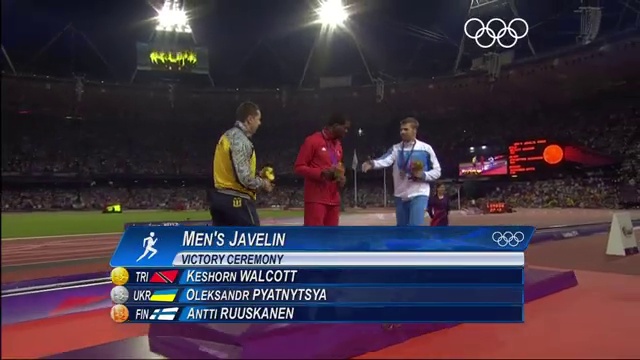 MEN'S JAVELIN
VICTORY CEREMONY
TRI KESHORN WALCOTT
UKR OLEKSANDR PYATNYTSYA
FIN ANTTI RUUSKANEN